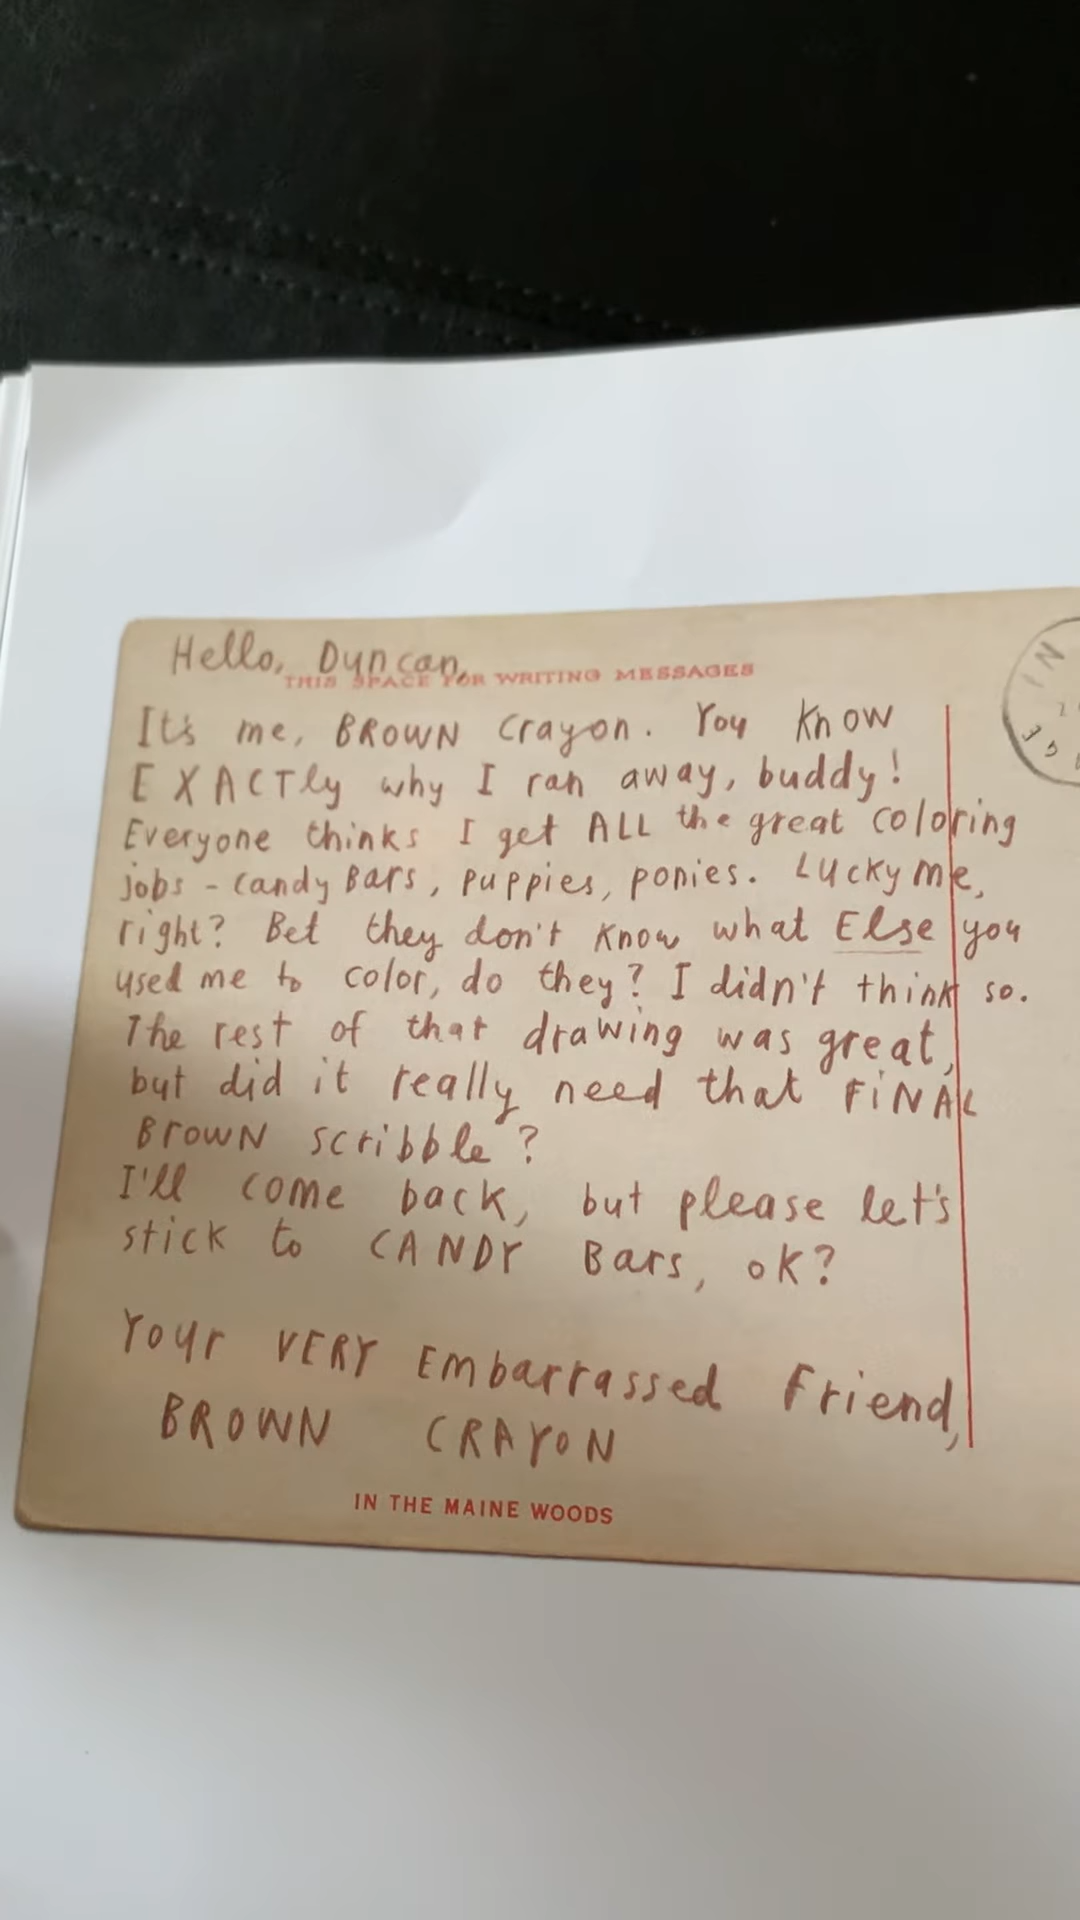 Hello, Duncan,
THIS SPACE FOR WRITING MESSAGES
It's me, BROWN Crayon. You Know
EXACTly why I ran away, buddy!
Everyone thinks I get ALL the great coloring
jobs - candy Bars, puppies, ponies. Lucky me,
right? Bet they don't know what Else you
used me to color, do they? I didn't think so.
The rest of that drawing was great,
but did it really need that FiNAL
BrowN scribble?
I'll come back, but please let's
stick to CANDY Bars, ok?
Your VERY Embarrassed Friend,
BROWN CRAYON
IN THE MAINE WOODS